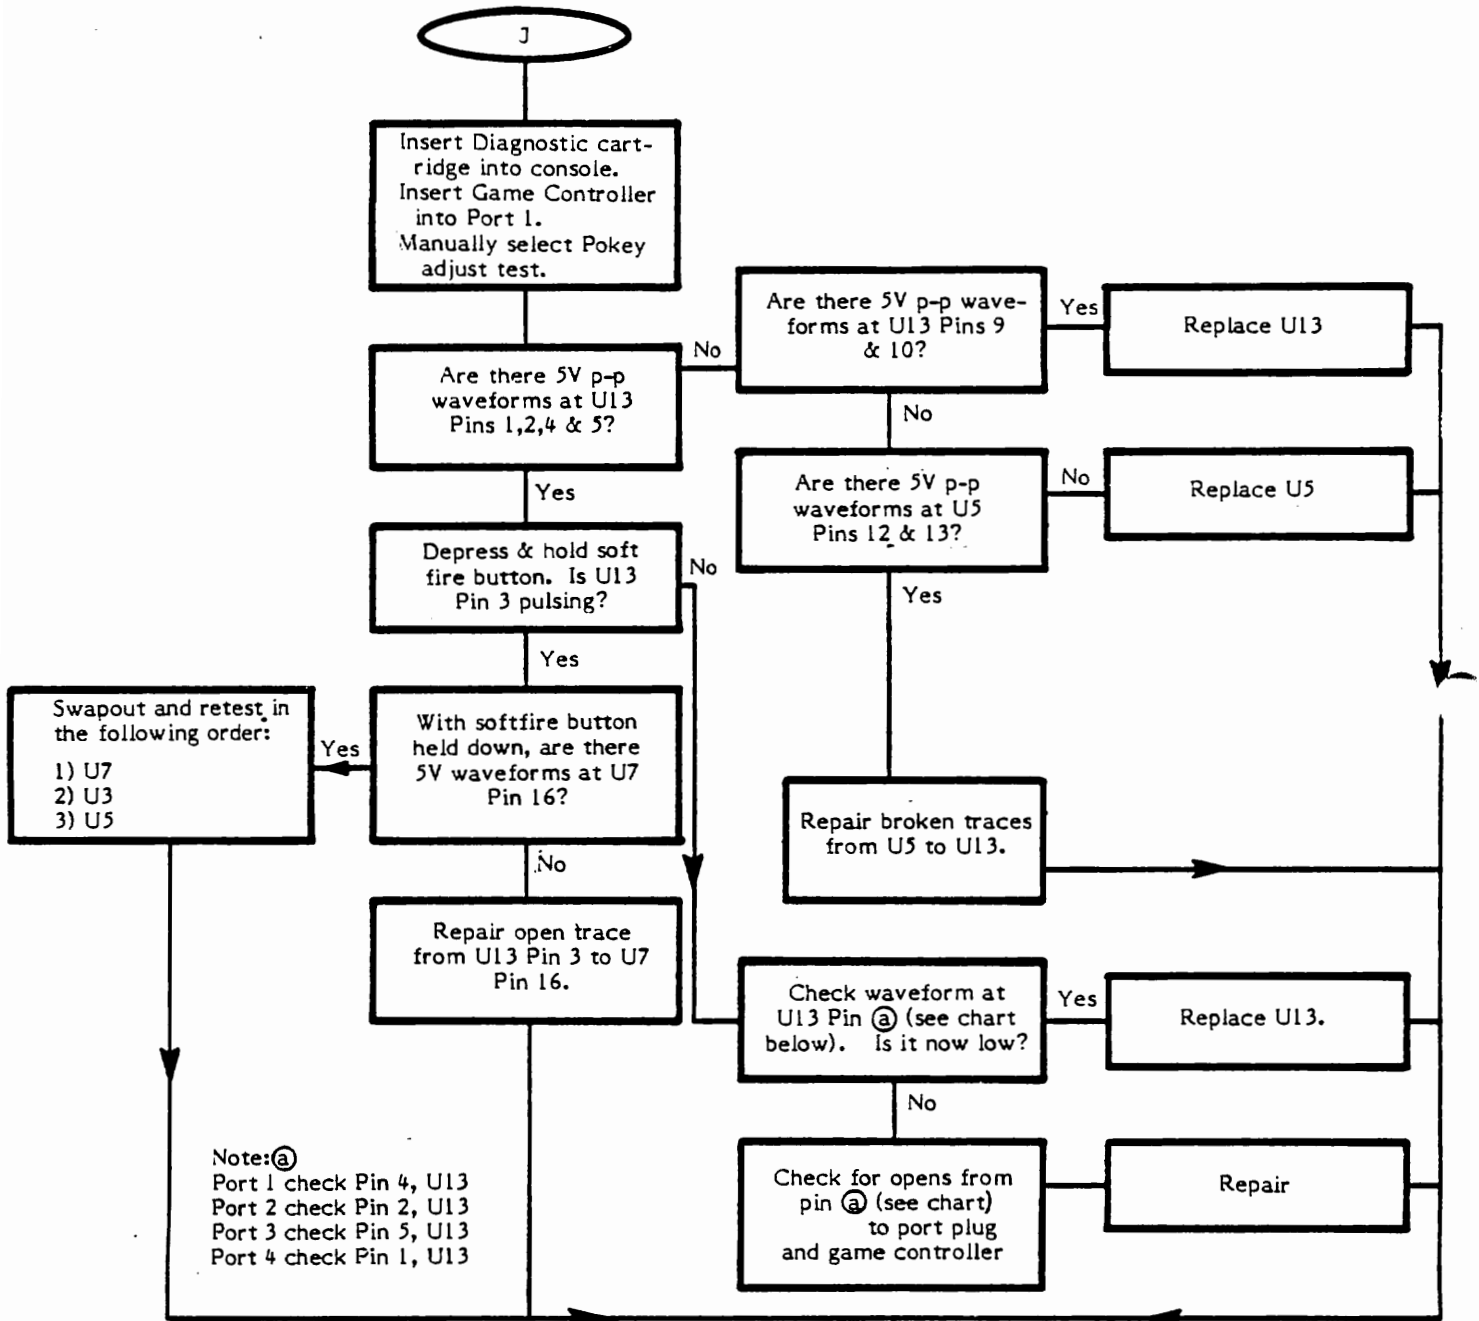 J
Insert Diagnostic cart-
ridge into console.
Insert Game Controller
into Port 1.
Manually select Pokey
adjust test.
Are there 5V p-p
waveforms at U13
Pins 1,2,4 & 5?
No
Are there 5V p-p wave-
forms at U13 Pins 9
& 10?
Yes
Replace U13
No
Are there 5V p-p
waveforms at U5
Pins 12 & 13?
No
Replace U5
Yes
Repair broken traces
from U5 to U13.
Yes
Depress & hold soft
fire button. Is U13
Pin 3 pulsing?
No
Yes
With softfire button
held down, are there
5V waveforms at U7
Pin 16?
Yes
Swapout and retest in
the following order:
1) U7
2) U3
3) U5
No
Repair open trace
from U13 Pin 3 to U7
Pin 16.
Check waveform at
U13 Pin ⓐ (see chart
below). Is it now low?
Yes
Replace U13.
No
Check for opens from
pin ⓐ (see chart)
to port plug
and game controller
Repair
Note:ⓐ
Port 1 check Pin 4, U13
Port 2 check Pin 2, U13
Port 3 check Pin 5, U13
Port 4 check Pin 1, U13